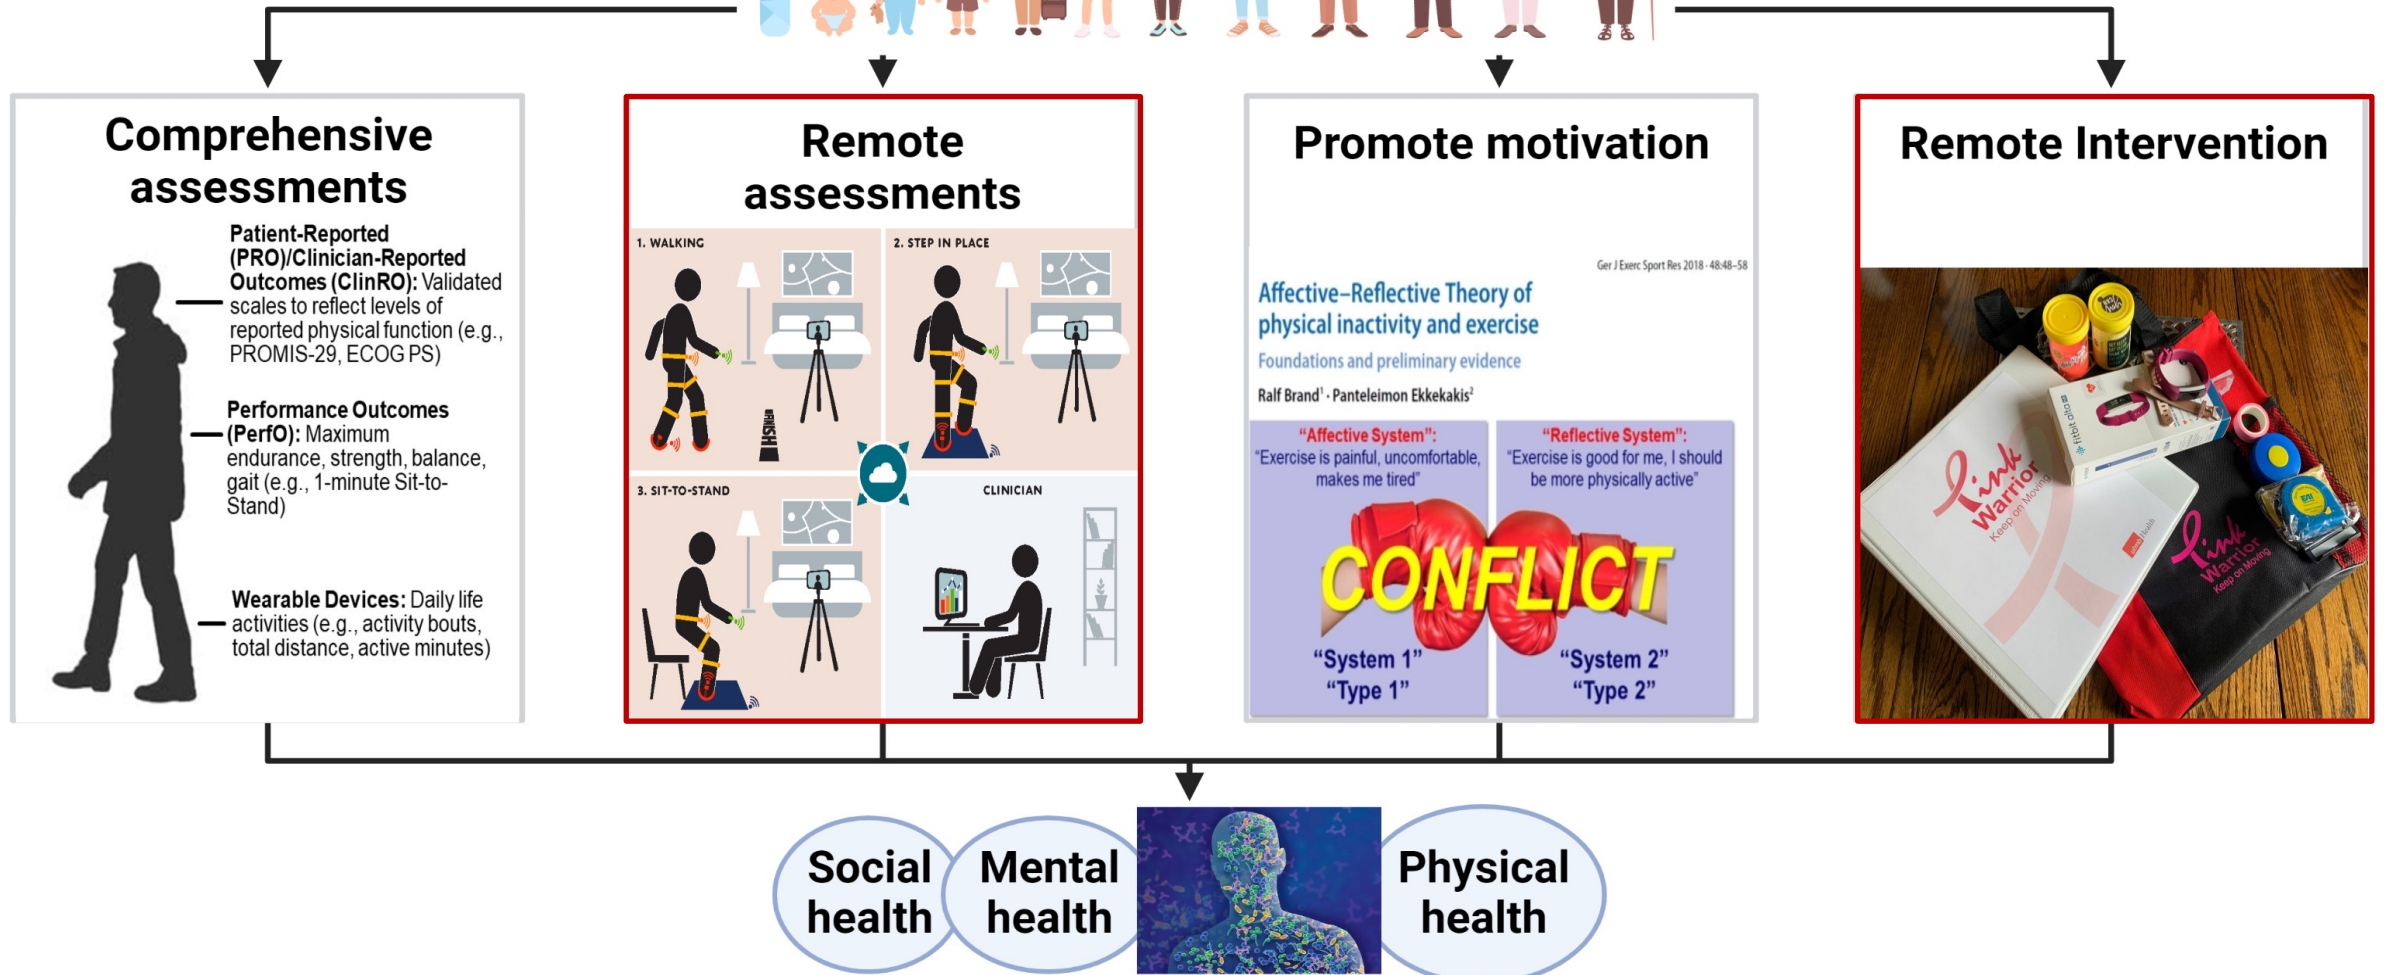 Comprehensive
assessments
Patient-Reported
(PRO)/Clinician-Reported
Outcomes (ClinRO): Validated
scales to reflect levels of
reported physical function (e.g.,
PROMIS-29, ECOG PS)
Performance Outcomes
(PerfO): Maximum
endurance, strength, balance,
gait (e.g., 1-minute Sit-to-
Stand)
Wearable Devices: Daily life
activities (e.g., activity bouts,
total distance, active minutes)
Remote
assessments
1. WALKING
2. STEP IN PLACE
FINISH
3. SIT-TO-STAND
CLINICIAN
Promote motivation
Ger J Exerc Sport Res 2018 · 48:48–58
Affective–Reflective Theory of
physical inactivity and exercise
Foundations and preliminary evidence
Ralf Brand¹ · Panteleimon Ekkekakis²
"Affective System":
"Exercise is painful, uncomfortable,
makes me tired"
"Reflective System":
"Exercise is good for me, I should
be more physically active"
CONFLICT
"System 1"
"Type 1"
"System 2"
"Type 2"
Remote Intervention
Pink
Warrior
Keep on Moving
fitbit alta
Pink
Warrior
Keep on Moving
Social
health
Mental
health
Physical
health